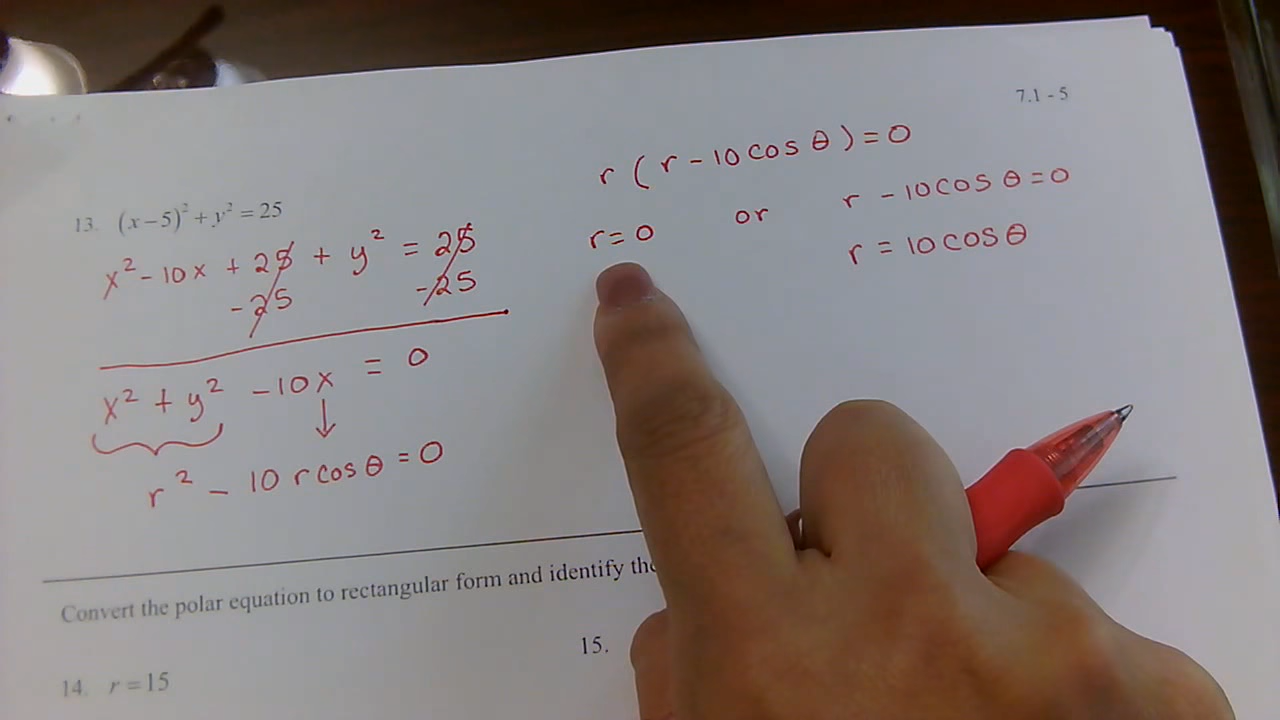 7.1 - 5
13. (x-5)² + y² = 25
x² - 10x + 25 + y² = 25
-25 -25
x² + y² - 10x = 0
r² - 10 r cos θ = 0
r ( r - 10 cos θ ) = 0
r = 0 or r - 10 cos θ = 0
r = 10 cos θ
Convert the polar equation to rectangular form and identify the
14. r = 15
15.